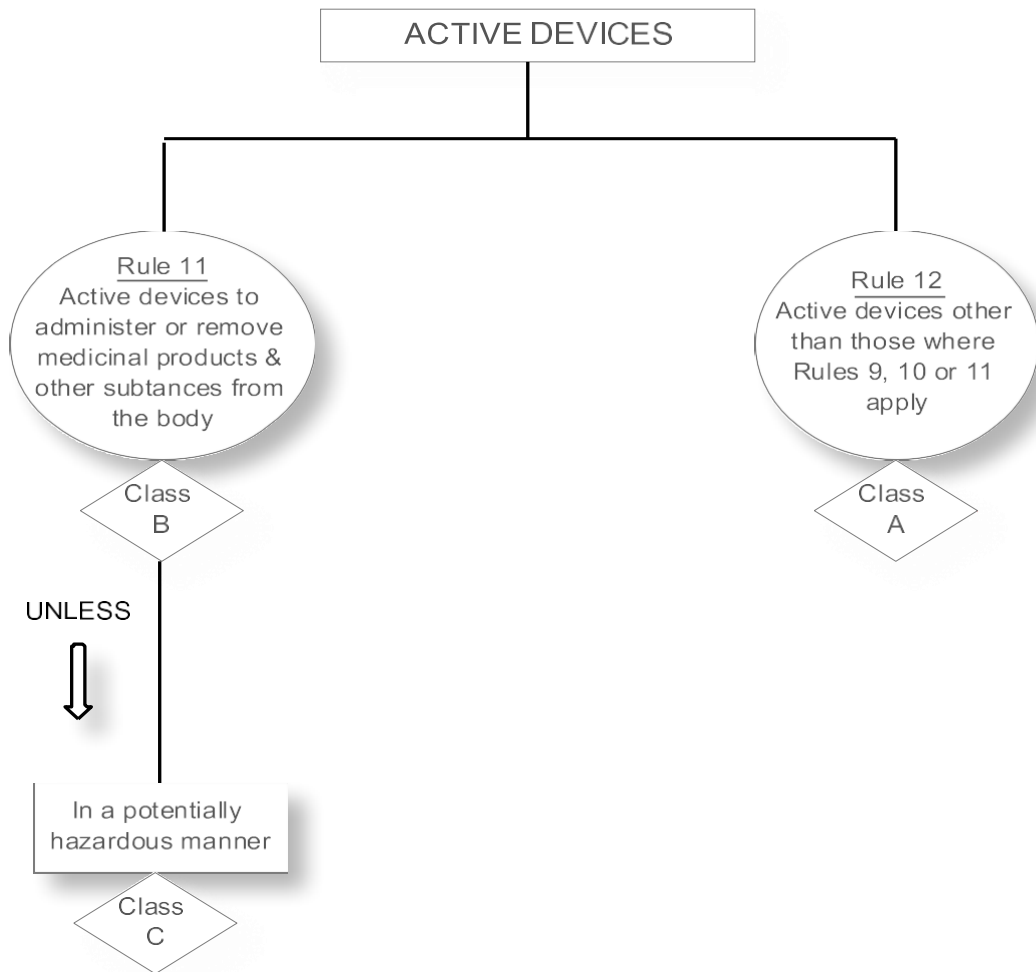 ACTIVE DEVICES
Rule 11
Active devices to
administer or remove
medicinal products &
other subtances from
the body
Rule 12
Active devices other
than those where
Rules 9, 10 or 11
apply
Class
B
Class
A
UNLESS
In a potentially
hazardous manner
Class
C